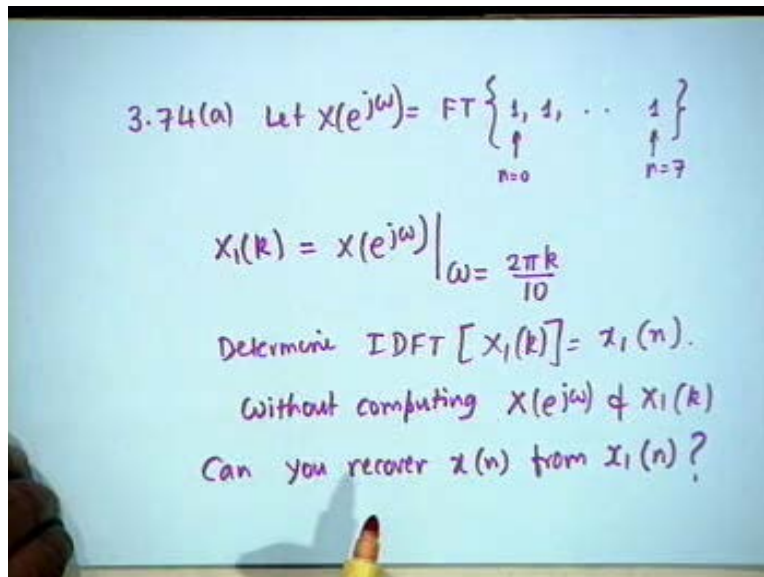 3.74(a) Let X(e^{jω}) = FT {1, 1, .. 1}
↑ ↑
n=0 n=7
X₁(k) = X(e^{jω})|_{ω = 2πk/10}
Determine IDFT [X₁(k)] = x₁(n).
Without computing X(e^{jω}) & X₁(k)
Can you recover x(n) from x₁(n)?